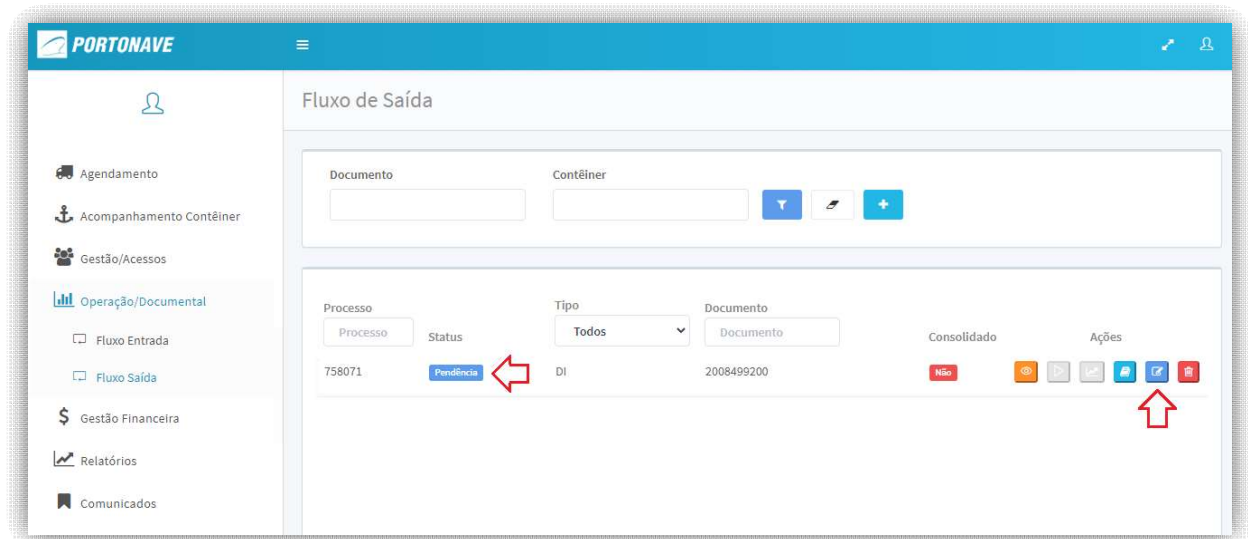 PORTONAVE
Fluxo de Saída
Agendamento
Acompanhamento Contêiner
Gestão/Acessos
Operação/Documental
Fluxo Entrada
Fluxo Saída
Gestão Financeira
Relatórios
Comunicados
Documento Contêiner
Processo Tipo Documento
Processo Status Todos Documento Consolidado Ações
758071 Pendência DI 2008499200 Não